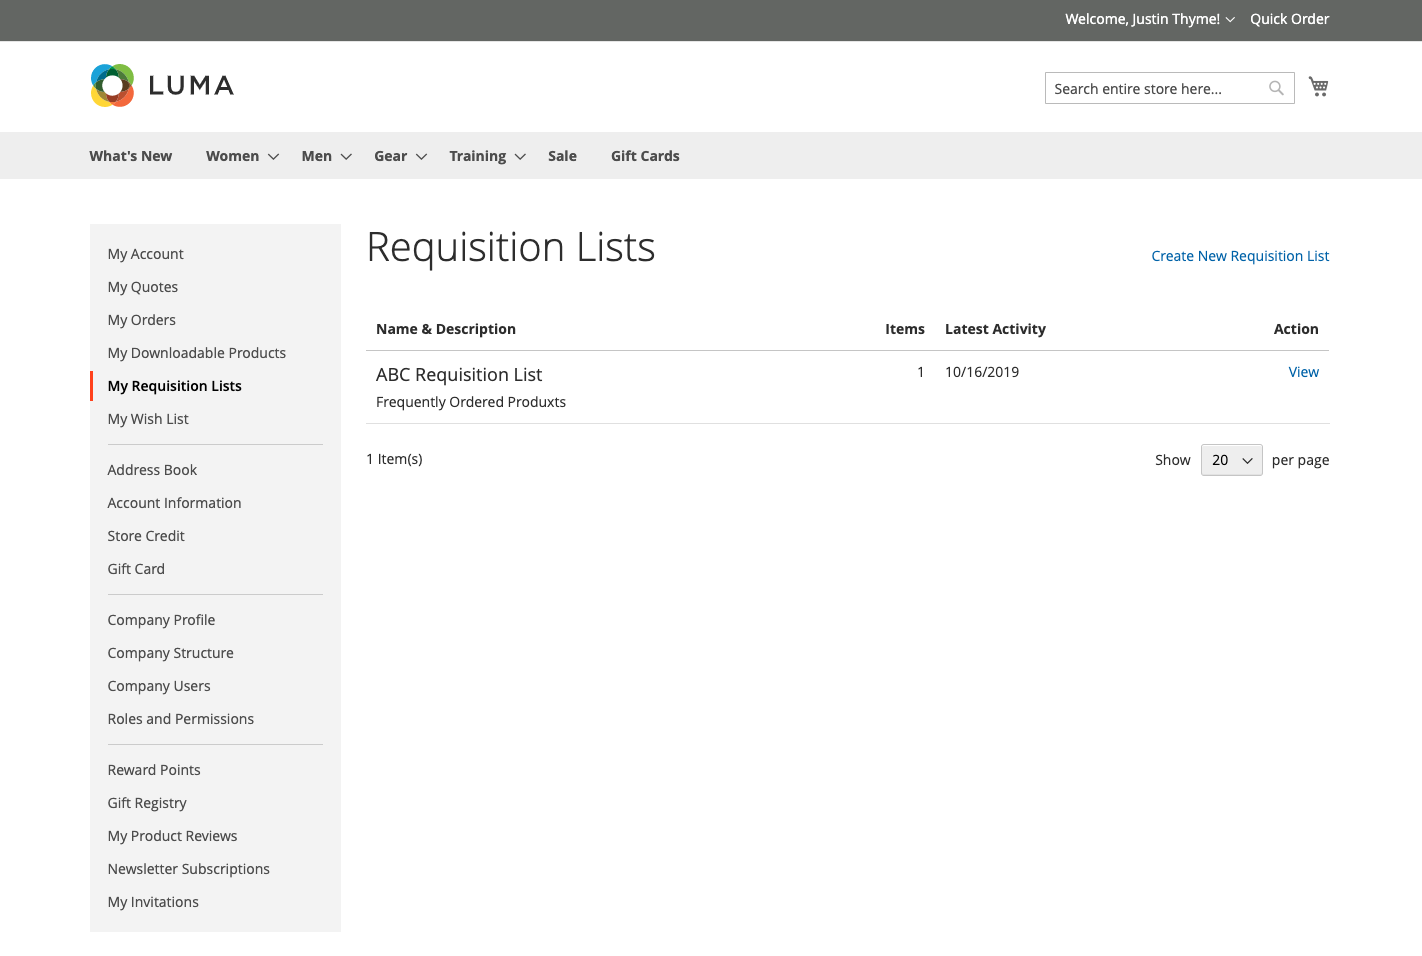 Welcome, Justin Thyme! Quick Order
LUMA
Search entire store here...
What's New Women Men Gear Training Sale Gift Cards
My Account
My Quotes
My Orders
My Downloadable Products
My Requisition Lists
My Wish List
Address Book
Account Information
Store Credit
Gift Card
Company Profile
Company Structure
Company Users
Roles and Permissions
Reward Points
Gift Registry
My Product Reviews
Newsletter Subscriptions
My Invitations
Requisition Lists
Create New Requisition List
Name & Description Items Latest Activity Action
ABC Requisition List 1 10/16/2019 View
Frequently Ordered Produxts
1 Item(s)
Show 20 per page